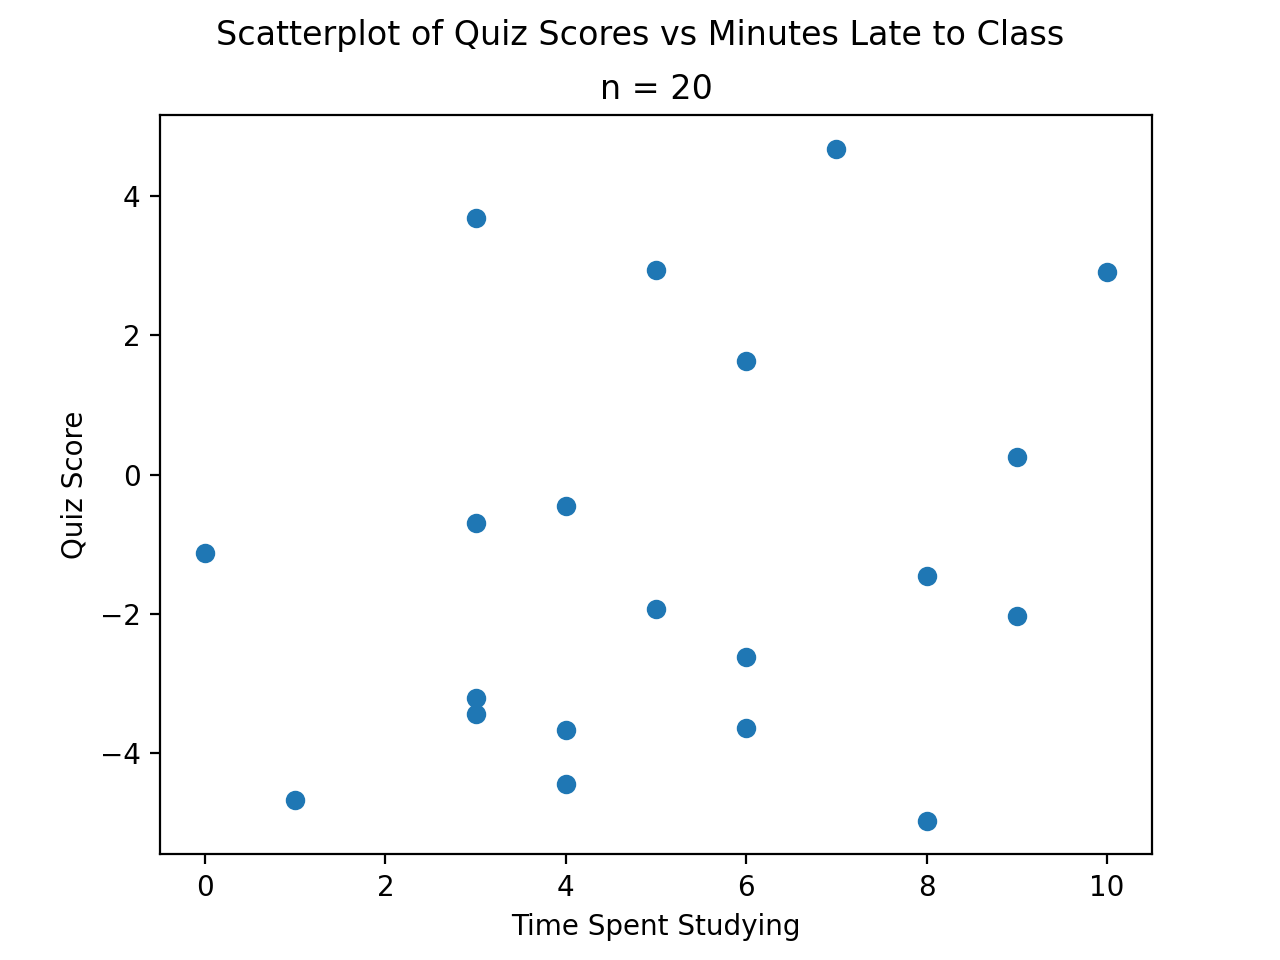 Scatterplot of Quiz Scores vs Minutes Late to Class
n = 20
4
2
0
−2
−4
Quiz Score
0 2 4 6 8 10
Time Spent Studying